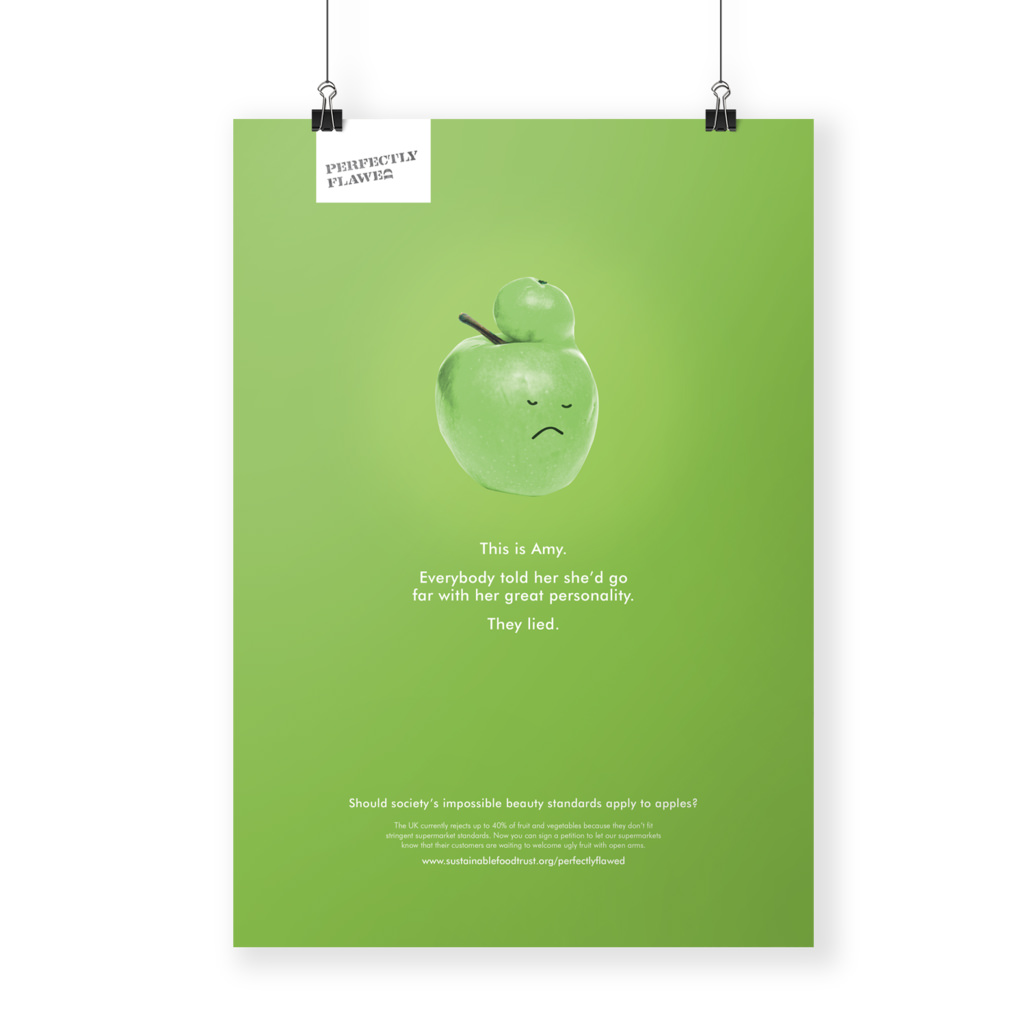 PERFECTLY
FLAWED
This is Amy.
Everybody told her she'd go
far with her great personality.
They lied.
Should society's impossible beauty standards apply to apples?
The UK currently rejects up to 40% of fruit and vegetables because they don't fit
stringent supermarket standards. Now you can sign a petition to let our supermarkets
know that their customers are waiting to welcome ugly fruit with open arms.
www.sustainablefoodtrust.org/perfectlyflawed